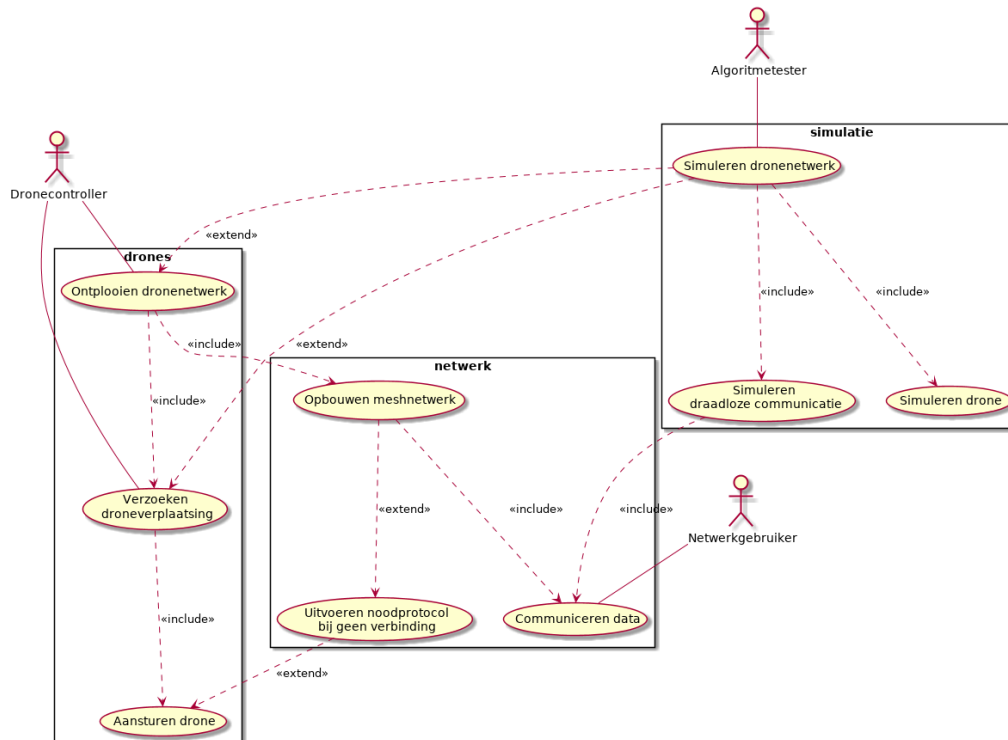 Algoritmetester
simulatie
Simuleren dronenetwerk
Dronecontroller
«extend»
drones
Ontplooien dronenetwerk
«include»
«include»
«include»
«extend»
netwerk
Opbouwen meshnetwerk
Simuleren
draadloze communicatie
Simuleren drone
«include»
Verzoeken
droneverplaatsing
«extend»
«include»
«include»
Netwerkgebruiker
Uitvoeren noodprotocol
bij geen verbinding
Communiceren data
«include»
«extend»
Aansturen drone